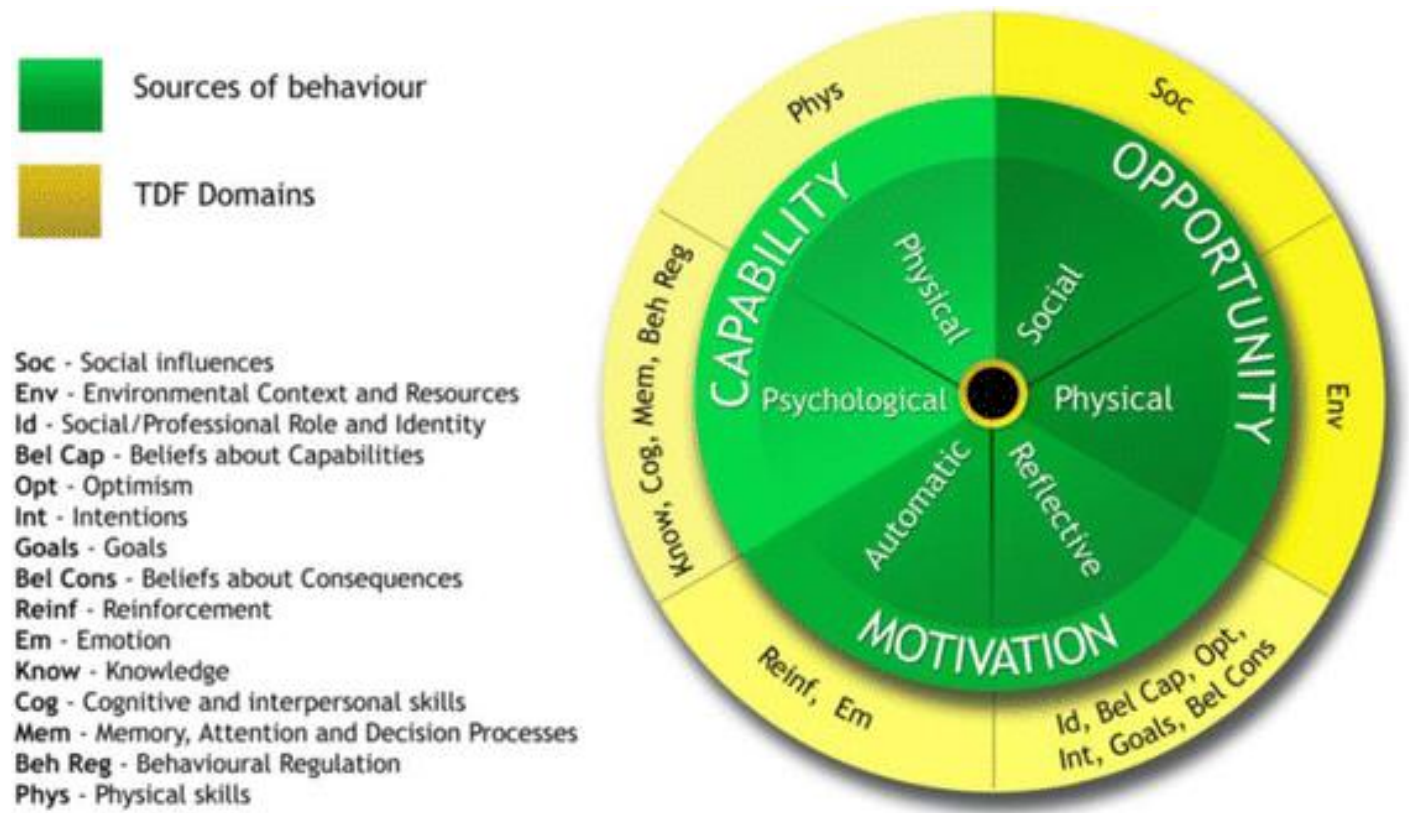 Sources of behaviour
TDF Domains
Soc - Social influences
Env - Environmental Context and Resources
Id - Social/Professional Role and Identity
Bel Cap - Beliefs about Capabilities
Opt - Optimism
Int - Intentions
Goals - Goals
Bel Cons - Beliefs about Consequences
Reinf - Reinforcement
Em - Emotion
Know - Knowledge
Cog - Cognitive and interpersonal skills
Mem - Memory, Attention and Decision Processes
Beh Reg - Behavioural Regulation
Phys - Physical skills
Phys
Soc
Env
Id, Bel Cap, Opt,
Int, Goals, Bel Cons
Reinf, Em
Know, Cog, Mem, Beh Reg
CAPABILITY
OPPORTUNITY
MOTIVATION
Physical
Social
Physical
Reflective
Automatic
Psychological